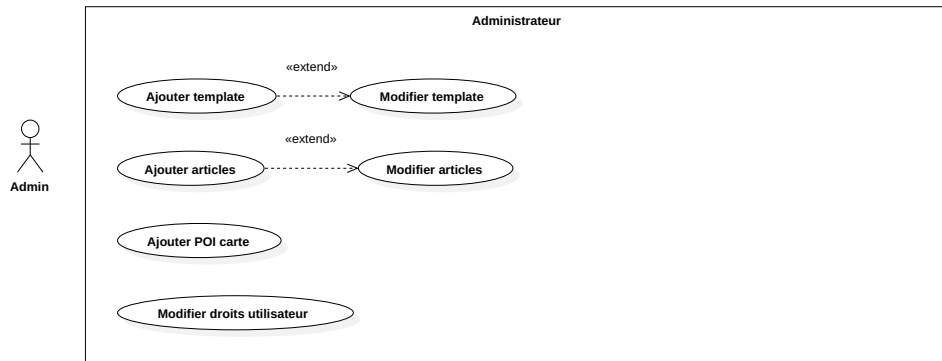 Administrateur
«extend»
Ajouter template
Modifier template
«extend»
Ajouter articles
Modifier articles
Admin
Ajouter POI carte
Modifier droits utilisateur